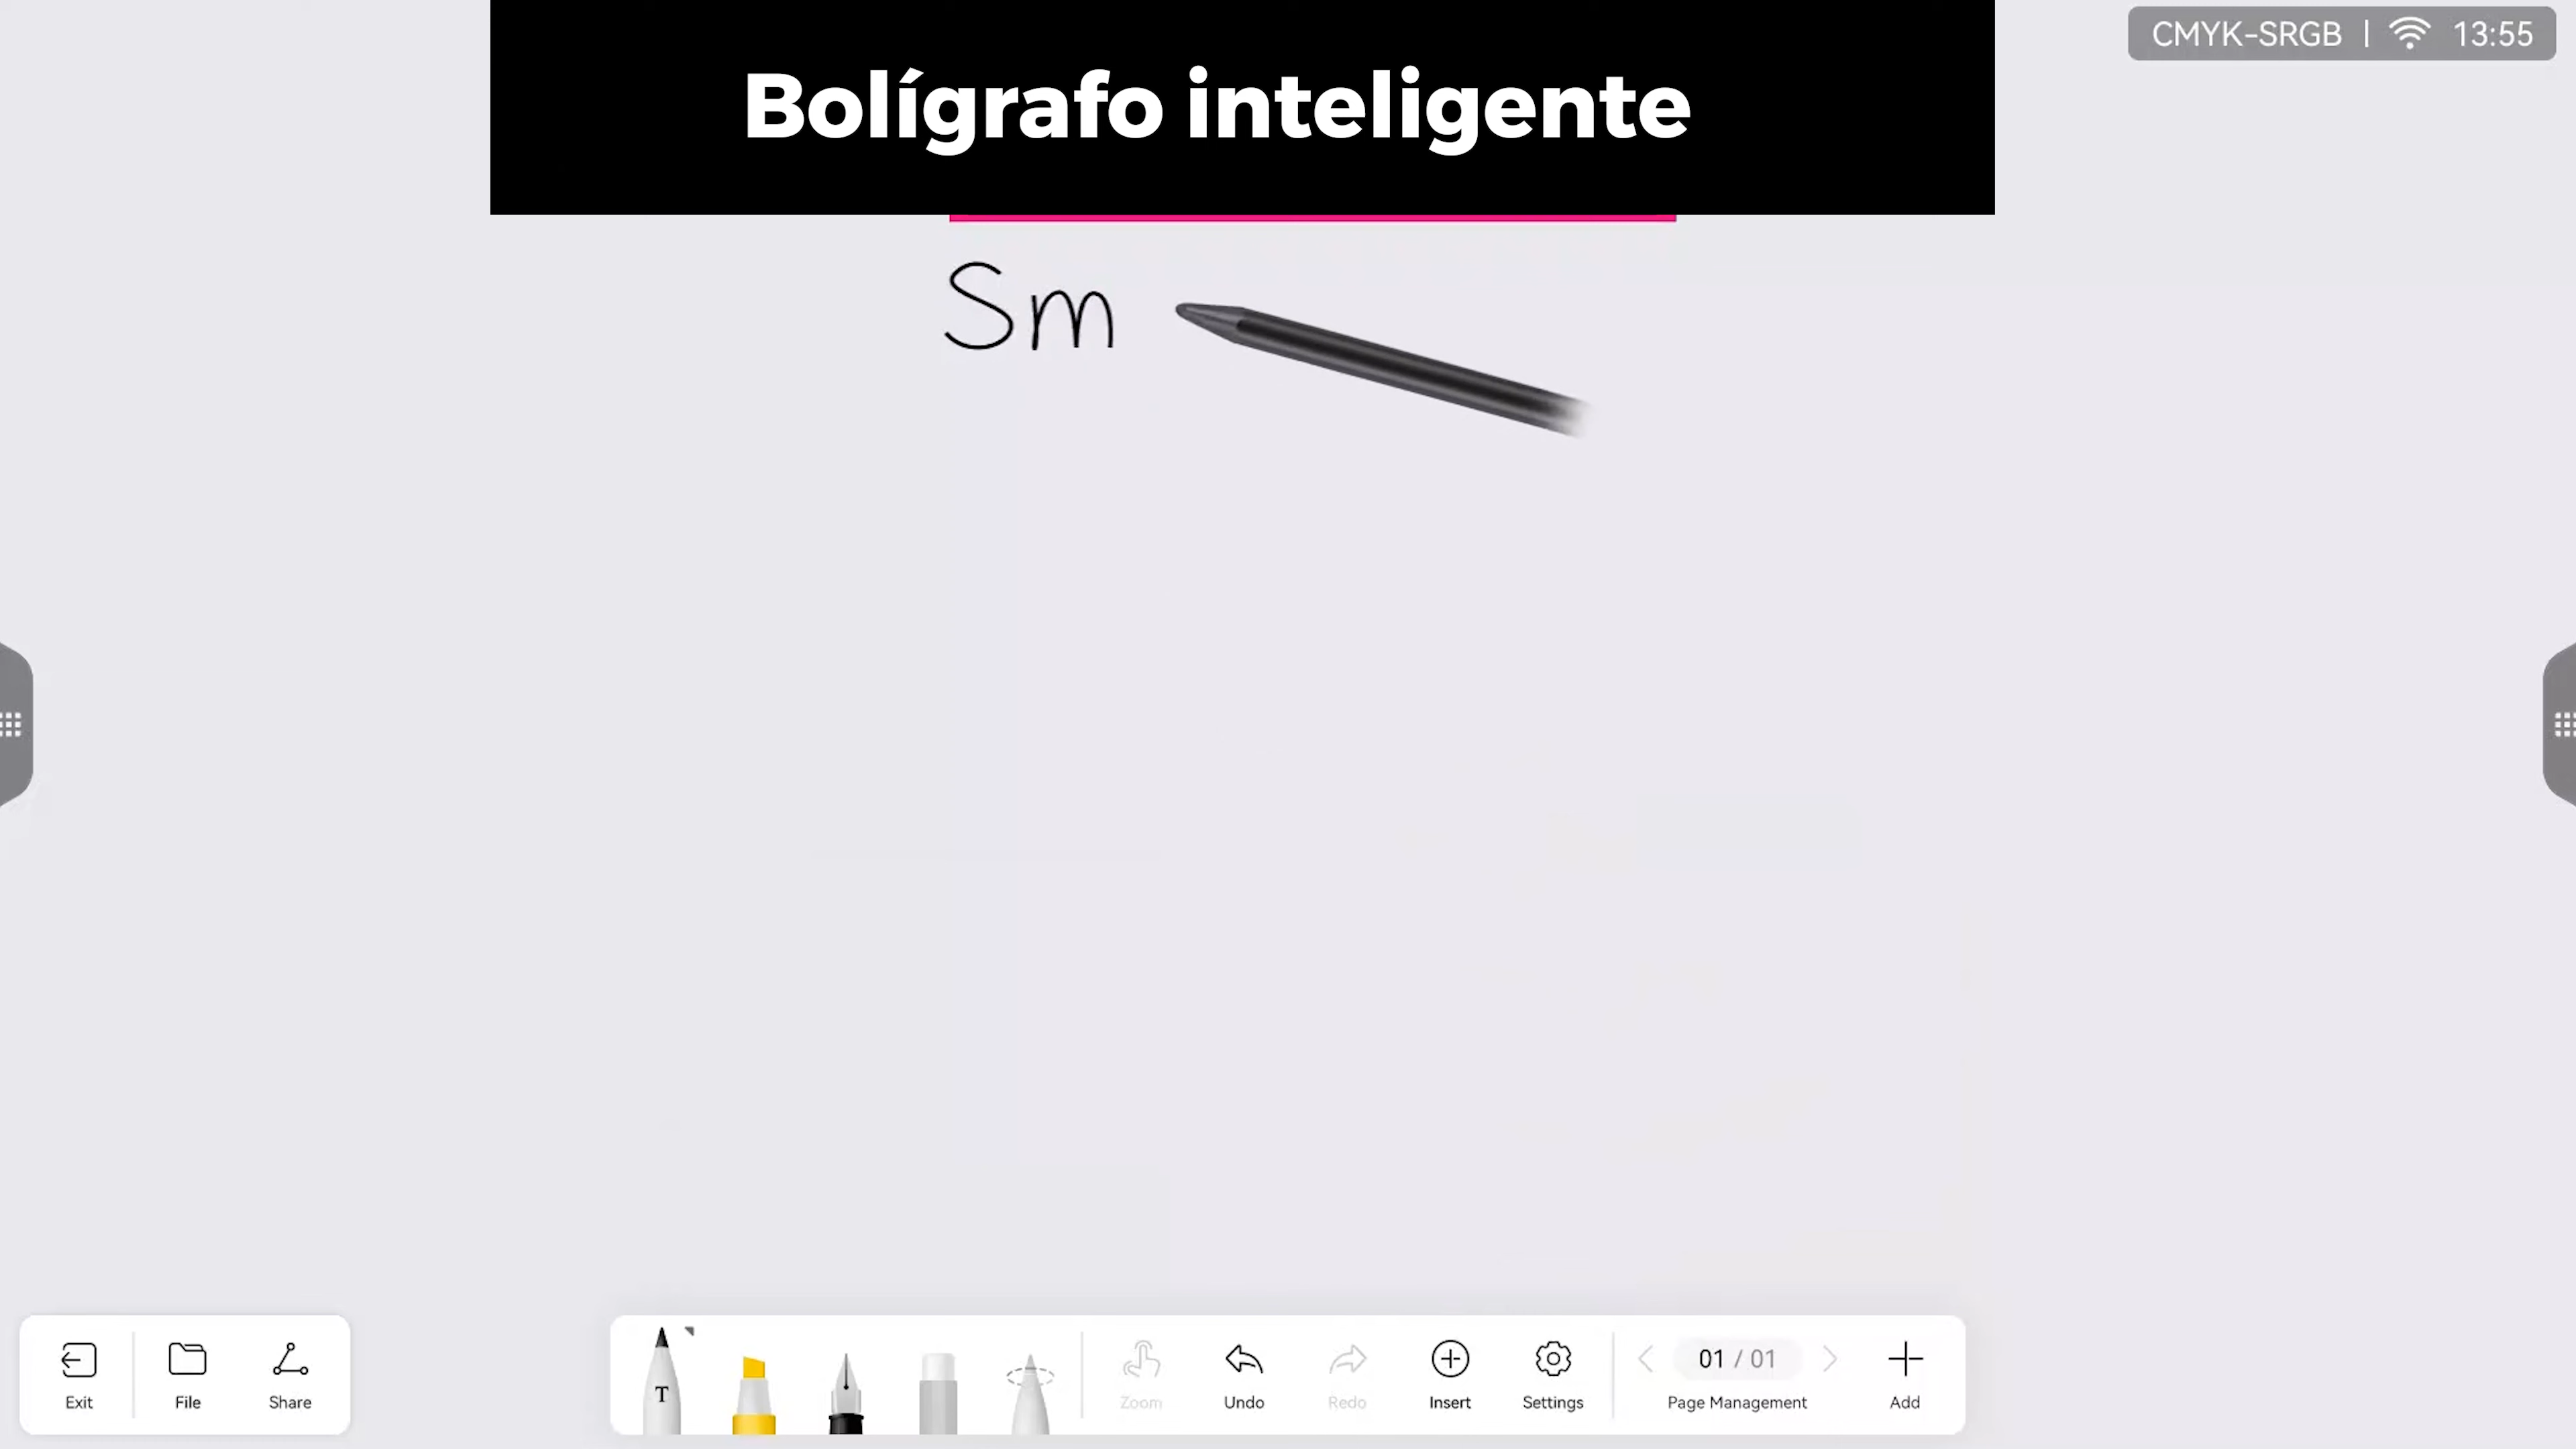 Bolígrafo inteligente
CMYK-SRGB | 13:55
Sm
T
Exit File Share
Zoom Undo Redo Insert Settings
01 / 01
Page Management
Add